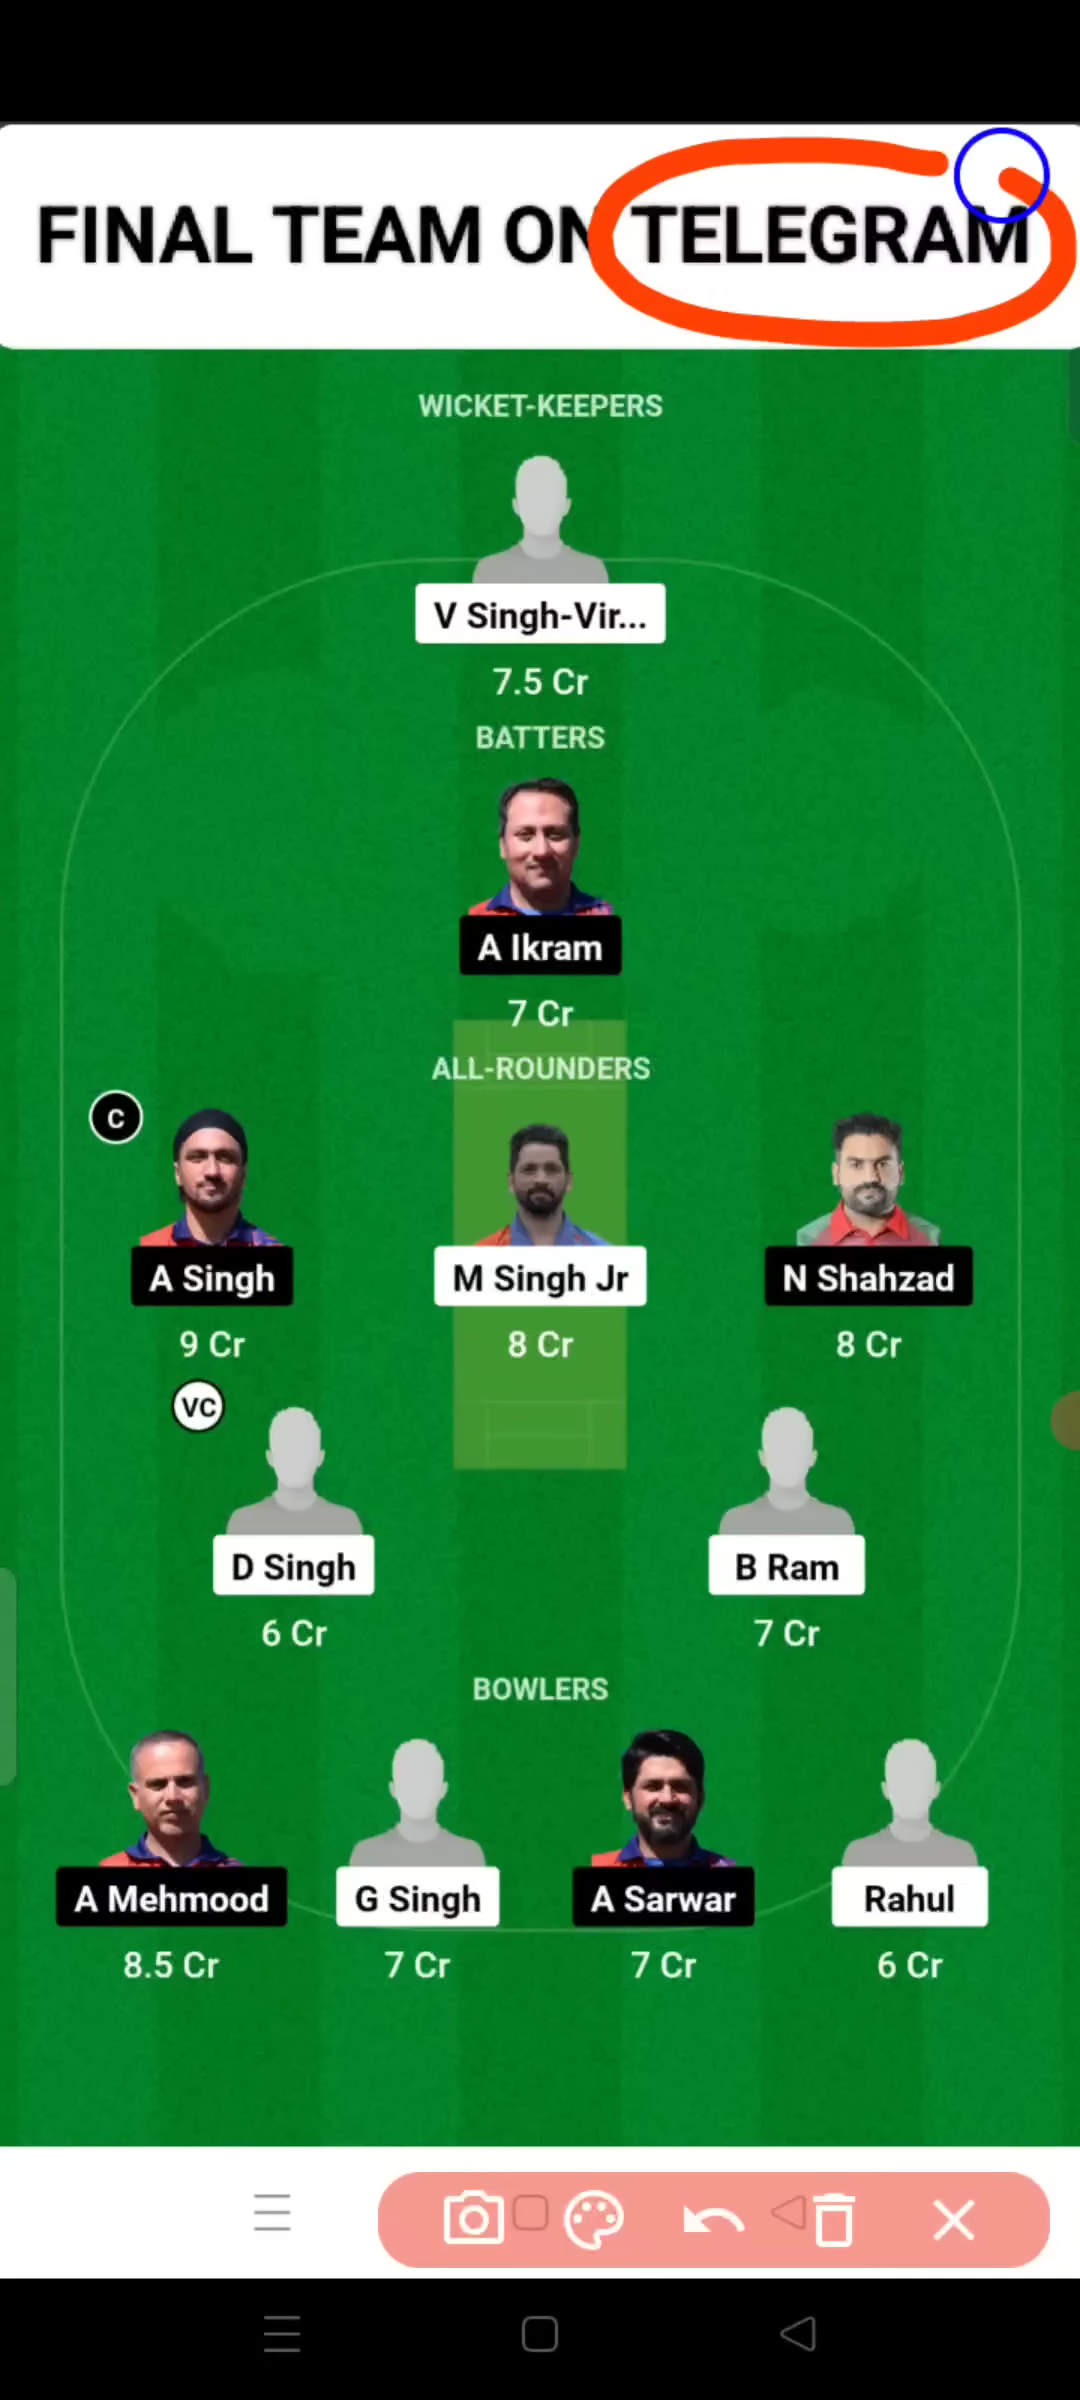 FINAL TEAM ON TELEGRAM
WICKET-KEEPERS
V Singh-Vir...
7.5 Cr
BATTERS
A Ikram
7 Cr
ALL-ROUNDERS
C
A Singh
9 Cr
M Singh Jr
8 Cr
N Shahzad
8 Cr
VC
D Singh
6 Cr
B Ram
7 Cr
BOWLERS
A Mehmood
8.5 Cr
G Singh
7 Cr
A Sarwar
7 Cr
Rahul
6 Cr